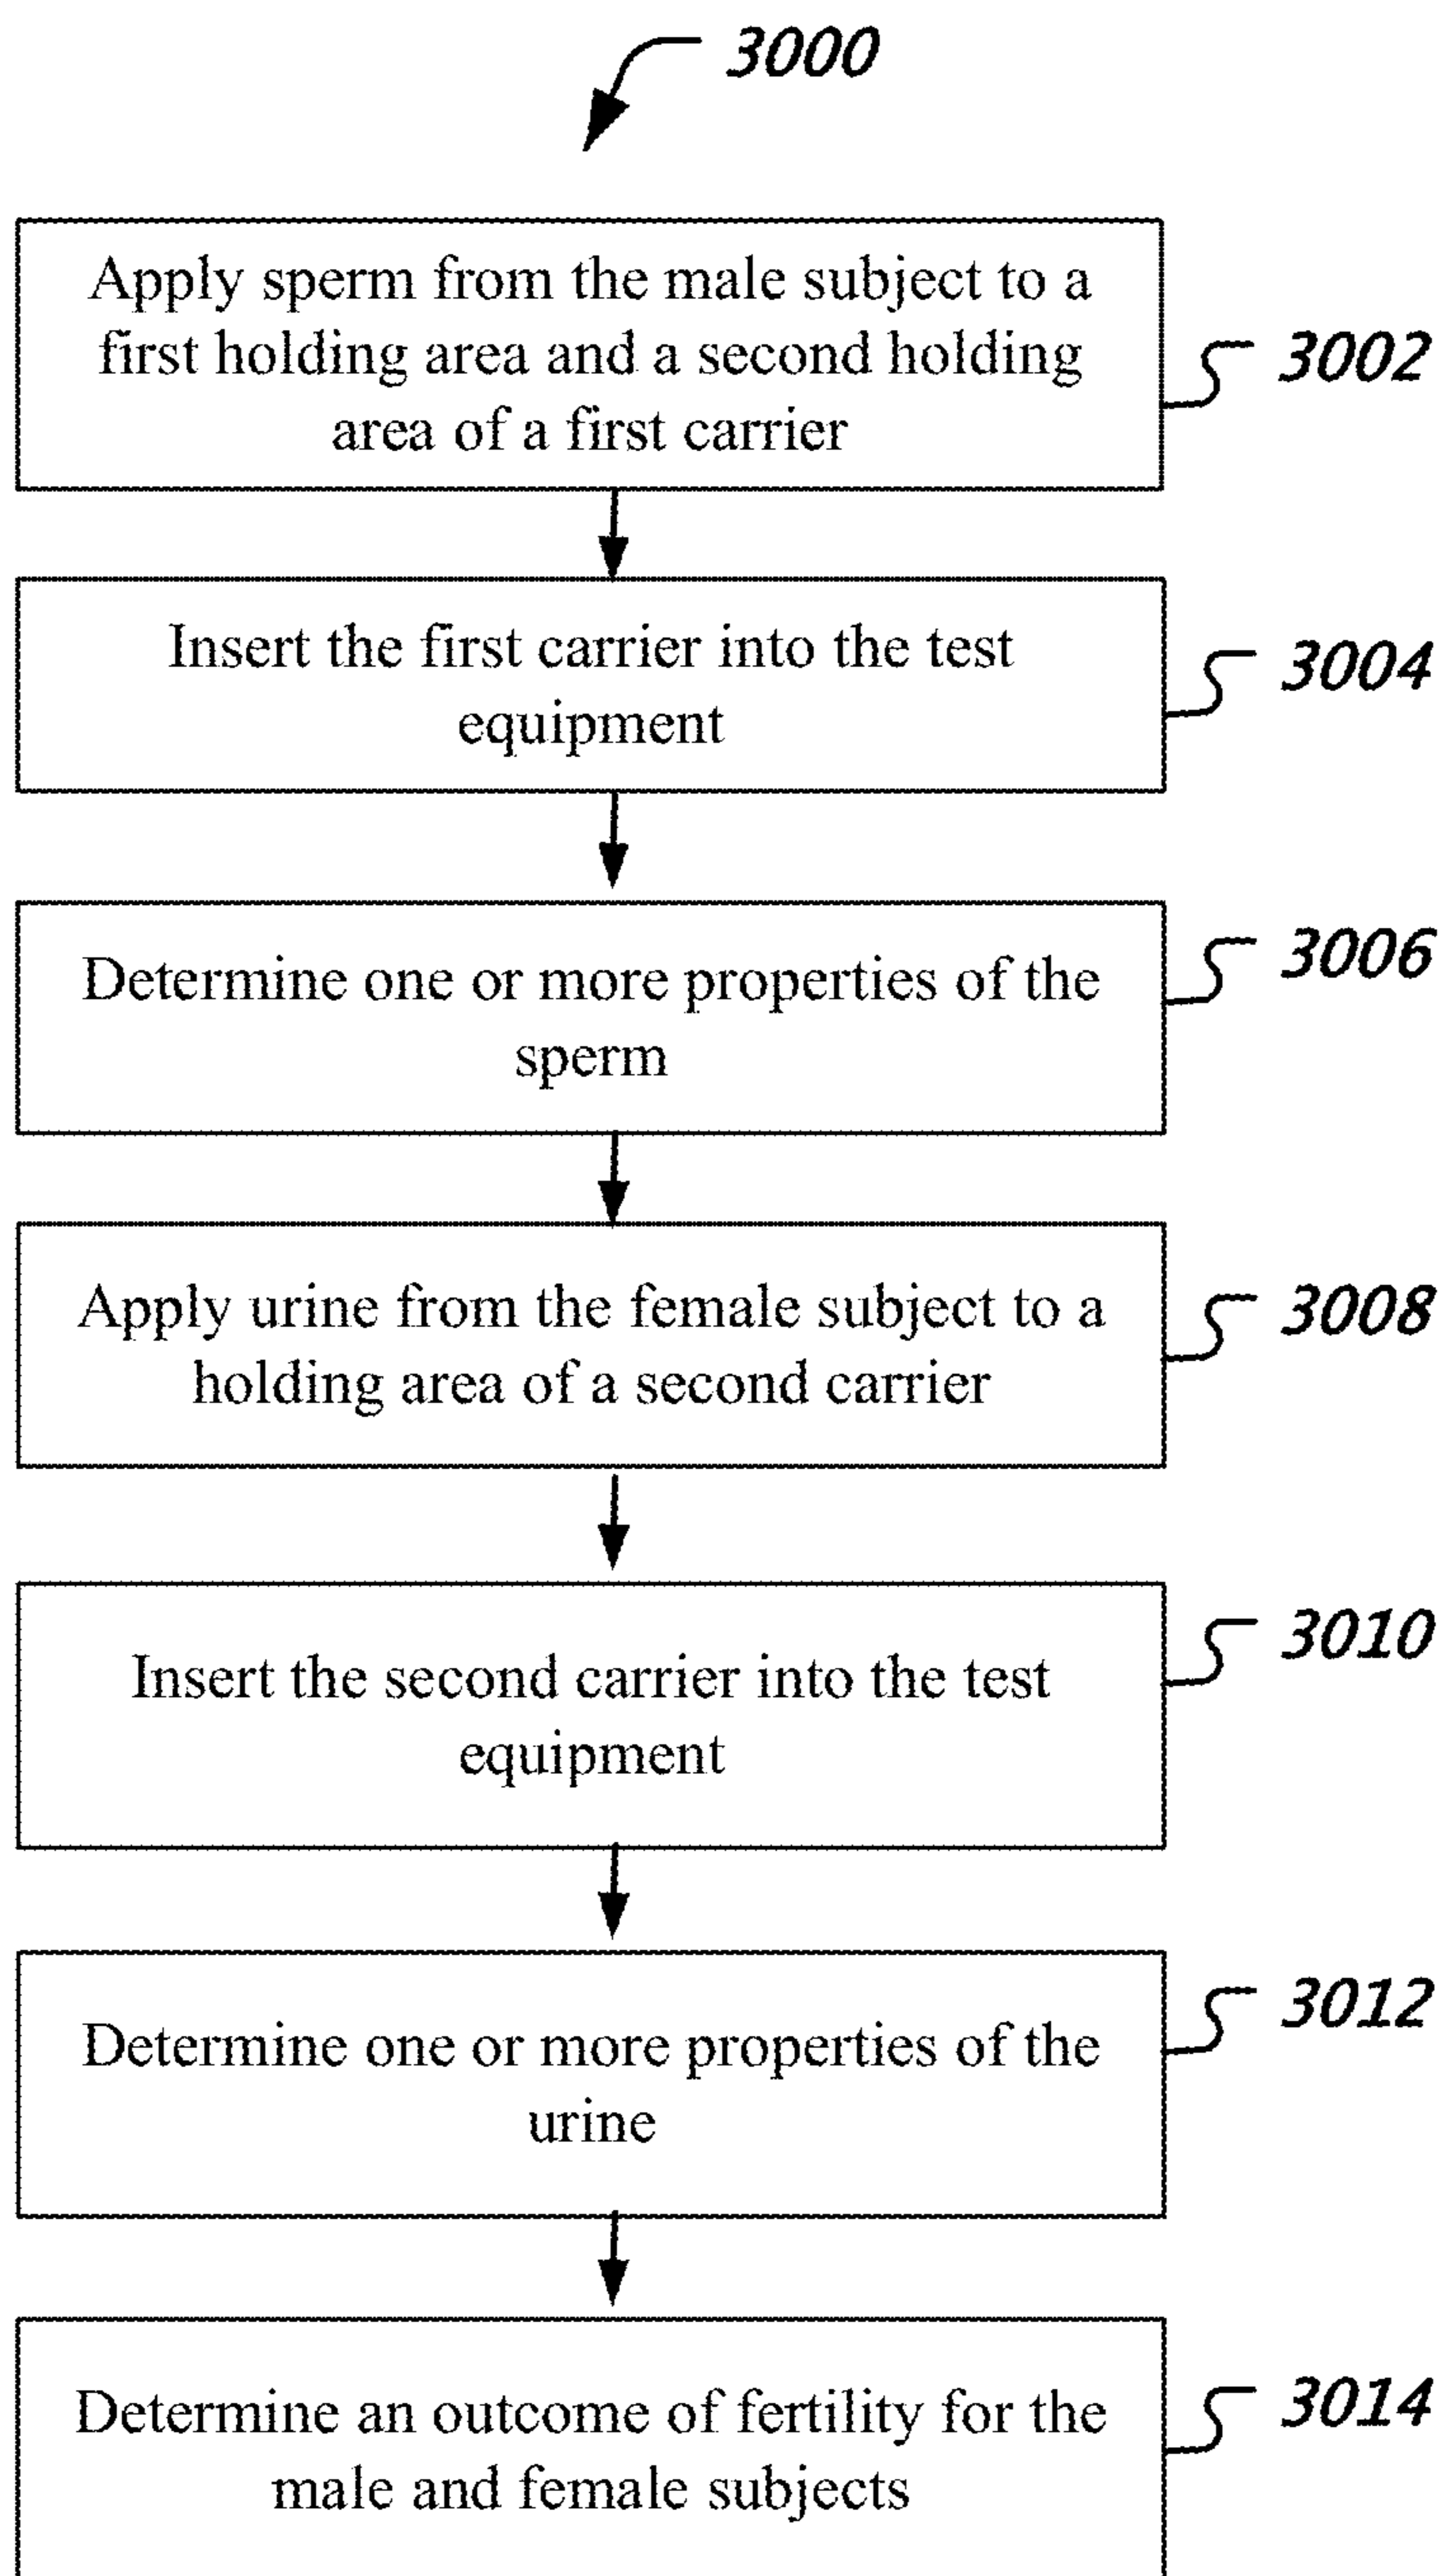 3000
Apply sperm from the male subject to a
first holding area and a second holding
area of a first carrier
3002
Insert the first carrier into the test
equipment
3004
Determine one or more properties of the
sperm
3006
Apply urine from the female subject to a
holding area of a second carrier
3008
Insert the second carrier into the test
equipment
3010
Determine one or more properties of the
urine
3012
Determine an outcome of fertility for the
male and female subjects
3014